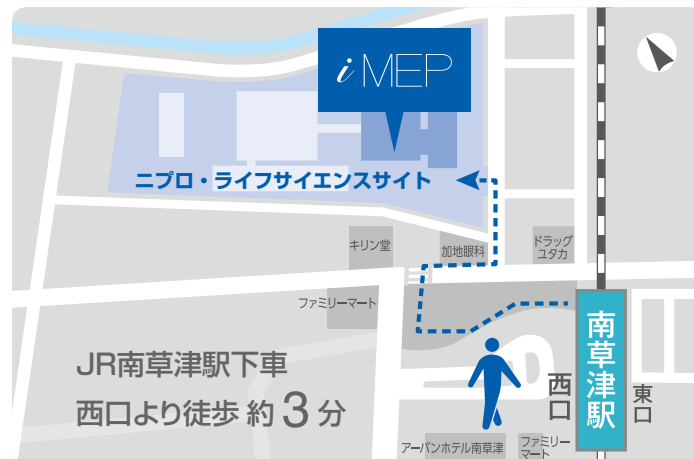 i MEP
ニプロ・ライフサイエンスサイト
キリン堂
加地眼科
ドラッグ
ユタカ
ファミリーマート
南草津駅
西口
東口
JR南草津駅下車
西口より徒歩 約3分
アーバンホテル南草津
ファミリー
マート